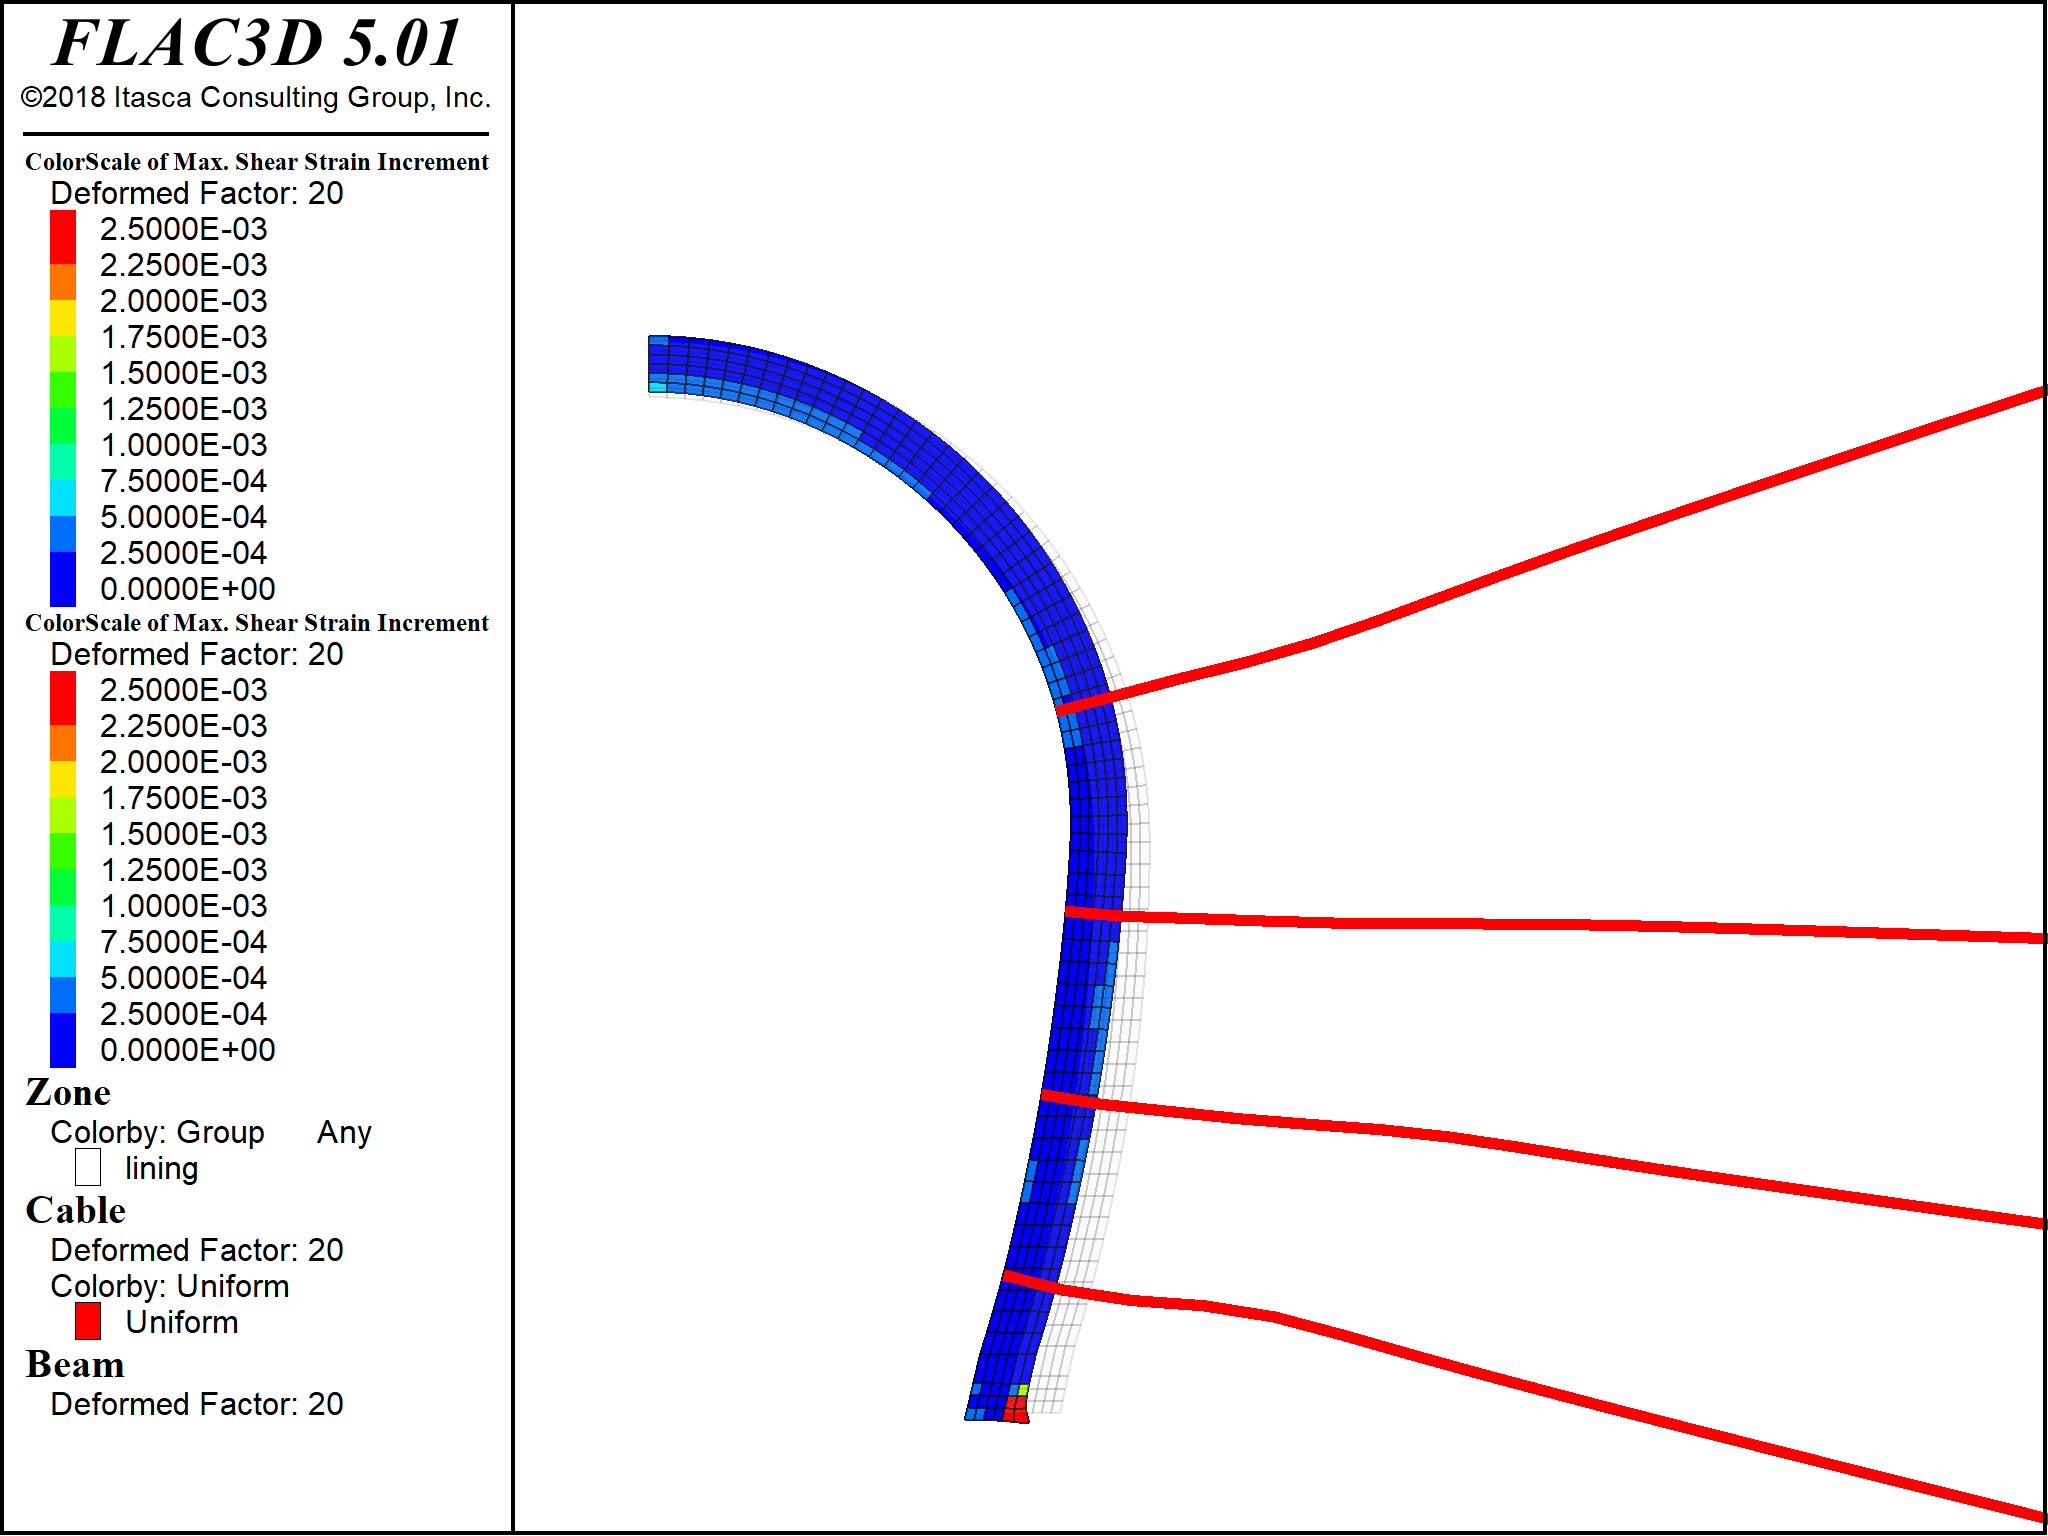 FLAC3D 5.01
©2018 Itasca Consulting Group, Inc.
ColorScale of Max. Shear Strain Increment
Deformed Factor: 20
2.5000E-03
2.2500E-03
2.0000E-03
1.7500E-03
1.5000E-03
1.2500E-03
1.0000E-03
7.5000E-04
5.0000E-04
2.5000E-04
0.0000E+00
ColorScale of Max. Shear Strain Increment
Deformed Factor: 20
2.5000E-03
2.2500E-03
2.0000E-03
1.7500E-03
1.5000E-03
1.2500E-03
1.0000E-03
7.5000E-04
5.0000E-04
2.5000E-04
0.0000E+00
Zone
Colorby: Group Any
lining
Cable
Deformed Factor: 20
Colorby: Uniform
Uniform
Beam
Deformed Factor: 20